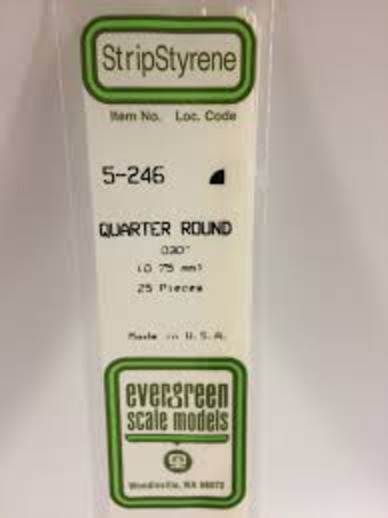 StripStyrene
Item No. Loc. Code
5-246
QUARTER ROUND
.030"
(0.75 mm)
25 Pieces
Made in U.S.A.
evergreen
scale models
Woodinville, WA 98072